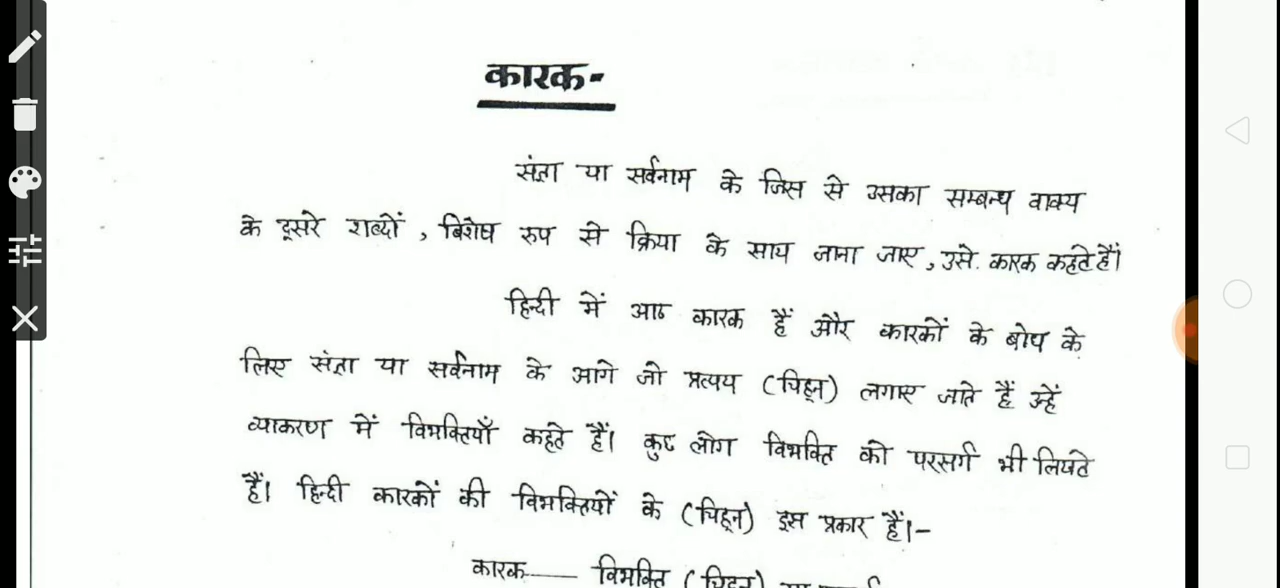 कारक-
संज्ञा या सर्वनाम के जिस से उसका सम्बन्ध वाक्य
के दूसरे शब्दों, विशेष रुप से क्रिया के साथ जाना जाए, उसे. कारक कहते हैं।
हिन्दी में आठ कारक हैं और कारकों के बोध के
लिए संज्ञा या सर्वनाम के आगे जो प्रत्यय (चिह्न) लगाए जाते हैं उन्हें
व्याकरण में विभक्तियाँ कहते हैं। कुछ लोग विभक्ति को परसर्ग भी लिखते
हैं। हिन्दी कारकों की विभक्तियों के (चिह्न) इस प्रकार हैं।-
कारक — विभक्ति (चिह्न)